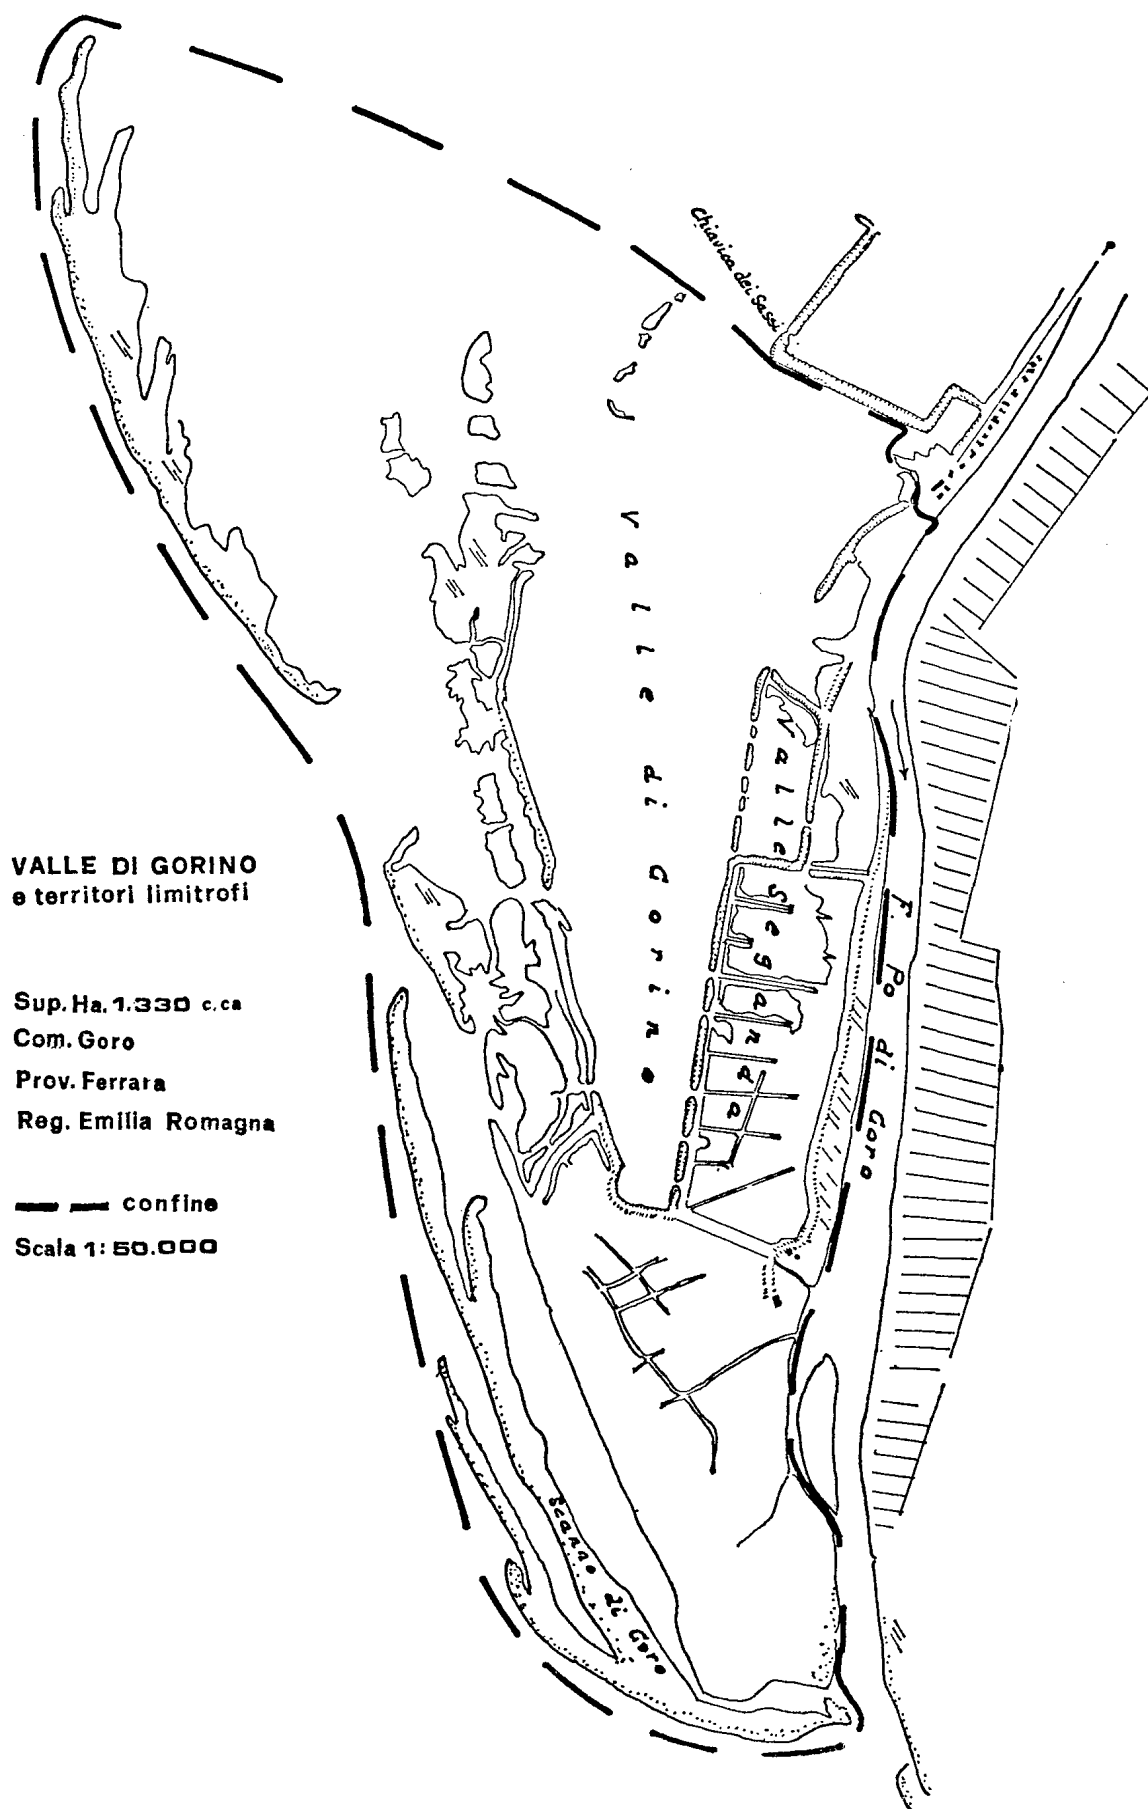 Chiavica dei Sassi
Valle di Gorino
Valle Seganda
F. Po di Goro
VALLE DI GORINO
e territori limitrofi
Sup. Ha. 1.330 c.ca
Com. Goro
Prov. Ferrara
Reg. Emilia Romagna
confine
Scala 1:50.000
Scanno di Goro